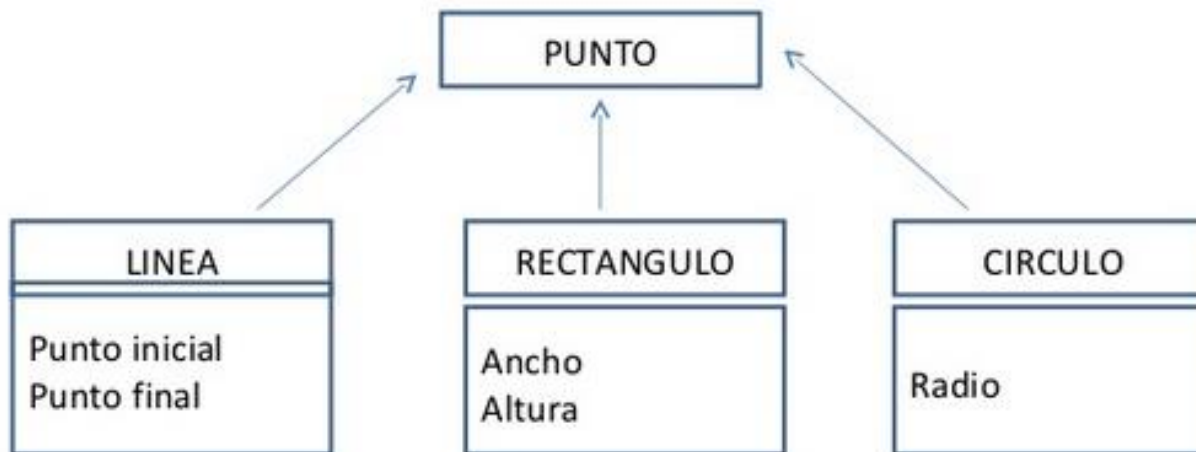 PUNTO
LINEA
Punto inicial
Punto final
RECTANGULO
Ancho
Altura
CIRCULO
Radio